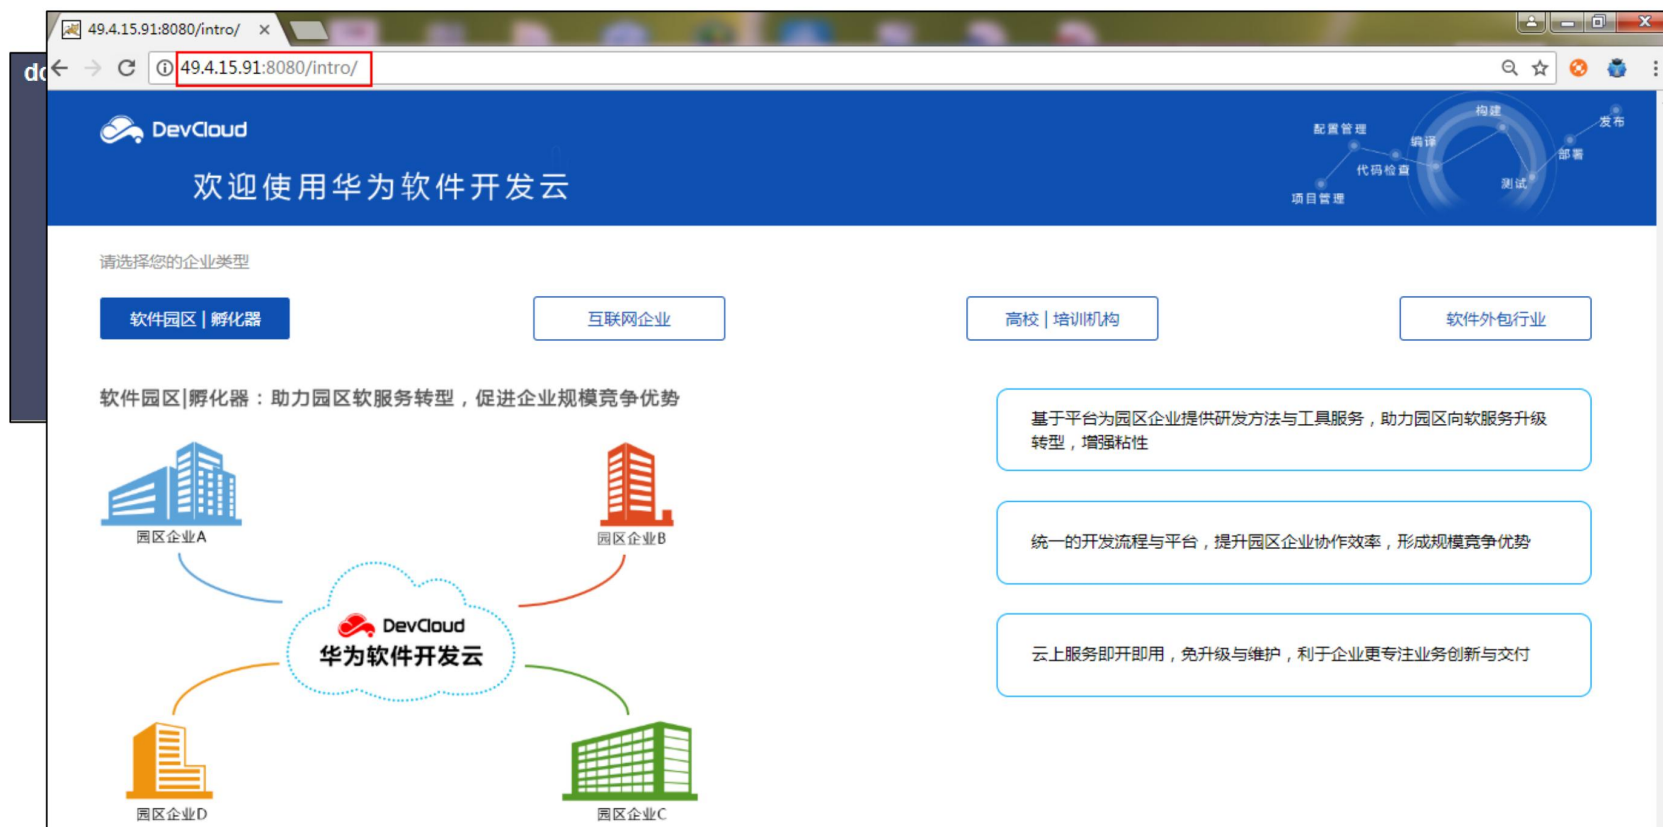 49.4.15.91:8080/intro/
dc
49.4.15.91:8080/intro/
DevCloud
欢迎使用华为软件开发云
项目管理
配置管理
代码检查
编译
构建
测试
部署
发布
请选择您的企业类型
软件园区 | 孵化器
互联网企业
高校 | 培训机构
软件外包行业
软件园区|孵化器：助力园区软服务转型，促进企业规模竞争优势
园区企业A
园区企业B
DevCloud
华为软件开发云
园区企业D
园区企业C
基于平台为园区企业提供研发方法与工具服务，助力园区向软服务升级
转型，增强粘性
统一的开发流程与平台，提升园区企业协作效率，形成规模竞争优势
云上服务即开即用，免升级与维护，利于企业更专注业务创新与交付